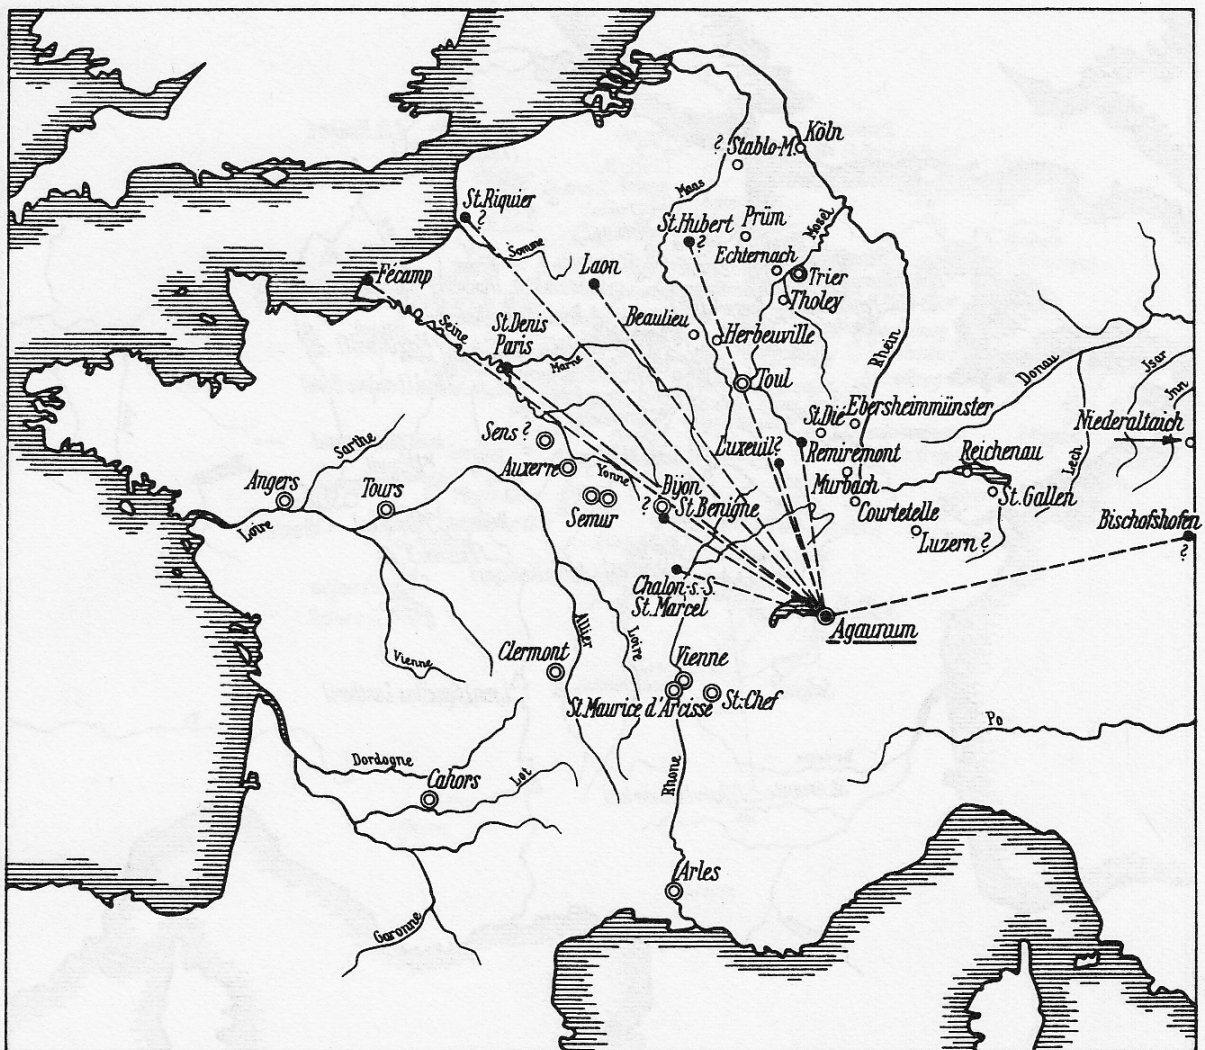 Köln
? Stablo-M.
Maas
St.Riquier
?
St.Hubert
?
Prüm
Mosel
Somme
Echternach
Fécamp
Laon
Trier
Tholey
Seine
St.Denis
Paris
Beaulieu
Herbeuville
Marne
Rhein
Donau
Isar
Inn
Toul
St.Dié
Ebersheimmünster
Niederaltaich
Sarthe
Sens ?
Luxeuil?
Remiremont
Reichenau
Lech
Auxerre
Yonne
Angers
Tours
Dijon
Murbach
St.Gallen
?
St.Benigne
Semur
Courtetelle
Bischofshofen
?
Loire
Luzern ?
Chalon-s.-S.
St.Marcel
Agaunum
Allier
Loire
Vienne
Clermont
Vienne
St.Maurice d'Arcisse
St.-Chef
Po
Dordogne
Rhone
Cahors
Lot
Arles
Garonne